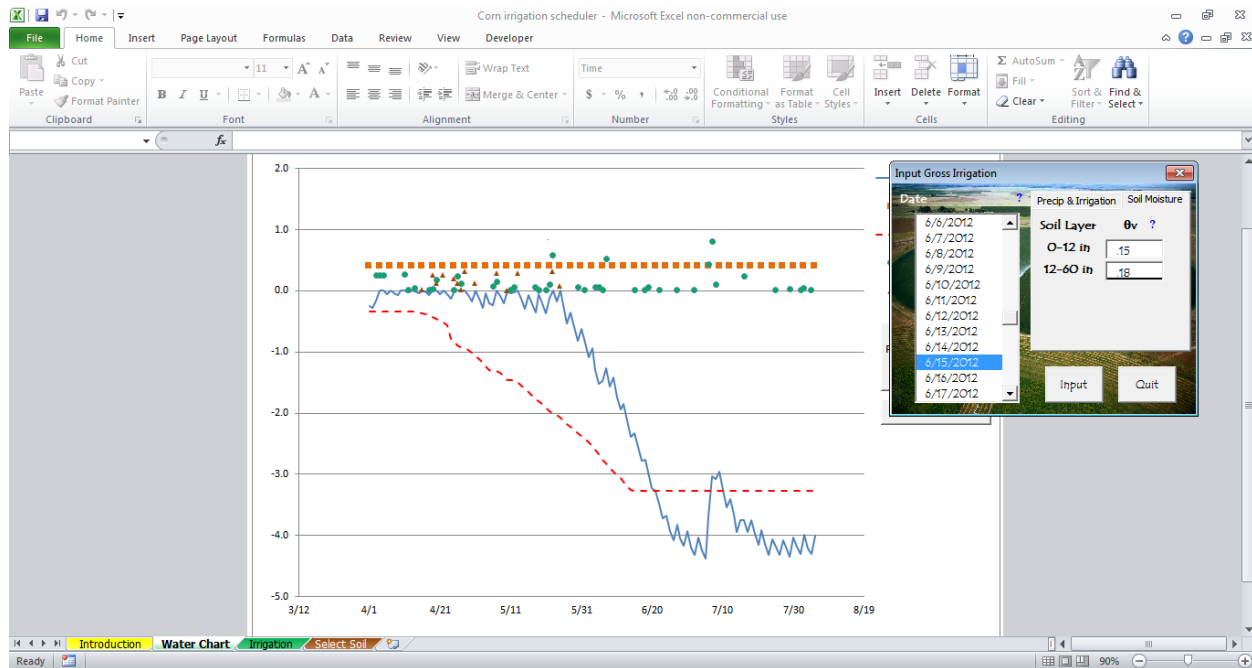 Corn irrigation scheduler - Microsoft Excel non-commercial use
File Home Insert Page Layout Formulas Data Review View Developer
Cut
Copy
Format Painter
Paste
Clipboard
11
A A
B I U A
Font
Wrap Text
Merge & Center
Alignment
Time
$ % , .0 .00 .00 .0
Number
Conditional Formatting
Format as Table
Cell Styles
Styles
Insert Delete Format
Cells
Σ AutoSum
Fill
Clear
Sort & Filter
Find & Select
Editing
fx
2.0
1.0
0.0
-1.0
-2.0
-3.0
-4.0
-5.0
3/12 4/1 4/21 5/11 5/31 6/20 7/10 7/30 8/19
Input Gross Irrigation
Date ?
6/6/2012
6/7/2012
6/8/2012
6/9/2012
6/10/2012
6/11/2012
6/12/2012
6/13/2012
6/14/2012
6/15/2012
6/16/2012
6/17/2012
Precip & Irrigation Soil Moisture
Soil Layer θv ?
0-12 in .15
12-60 in .18
Input Quit
Introduction Water Chart Irrigation Select Soil
Ready 90%